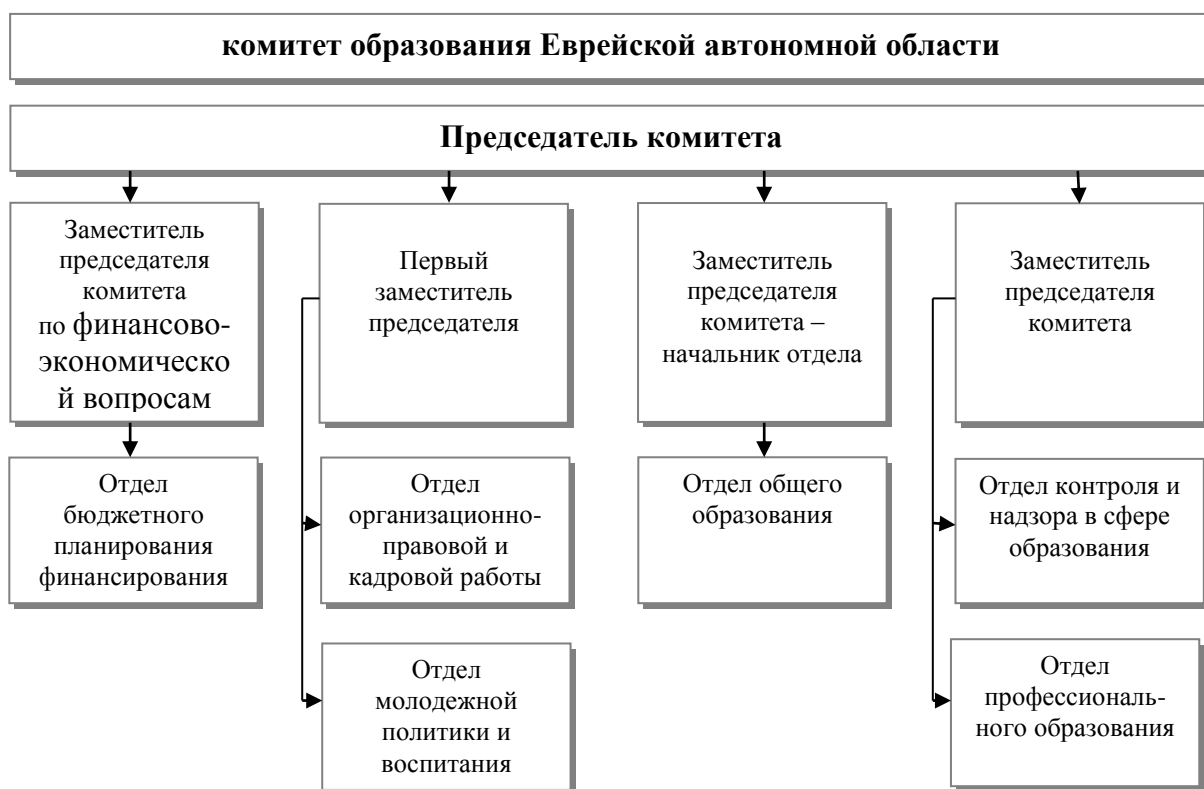 комитет образования Еврейской автономной области
Председатель комитета
Заместитель
председателя
комитета
по финансово-
экономическо
й вопросам
Первый
заместитель
председателя
Заместитель
председателя
комитета –
начальник отдела
Заместитель
председателя
комитета
Отдел
бюджетного
планирования
финансирования
Отдел
организационно-
правовой и
кадровой работы
Отдел общего
образования
Отдел контроля и
надзора в сфере
образования
Отдел
молодежной
политики и
воспитания
Отдел
профессиональ-
ного образования